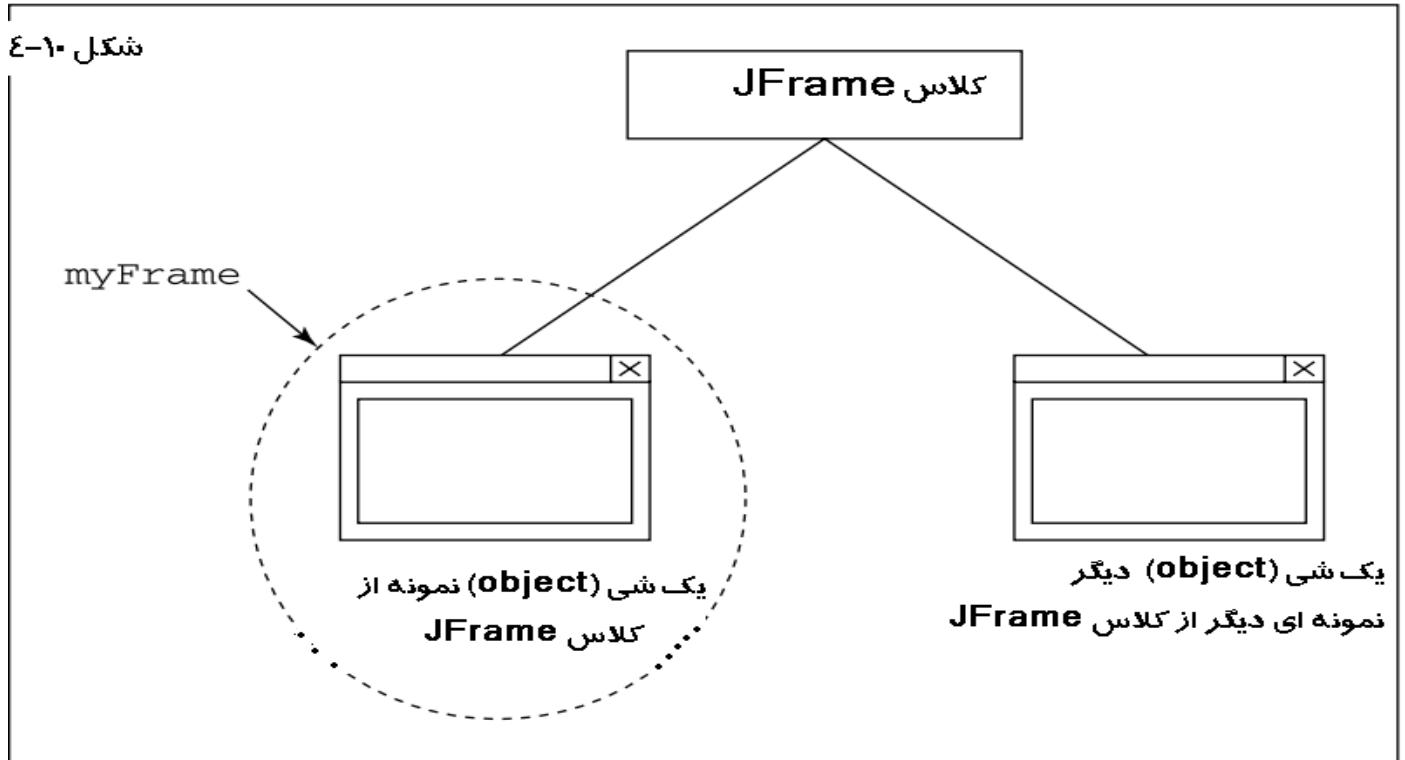 شکل ۱۰-٤
کلاس JFrame
myFrame
یک شی (object) نمونه از
کلاس JFrame
یک شی (object) دیگر
نمونه ای دیگر از کلاس JFrame